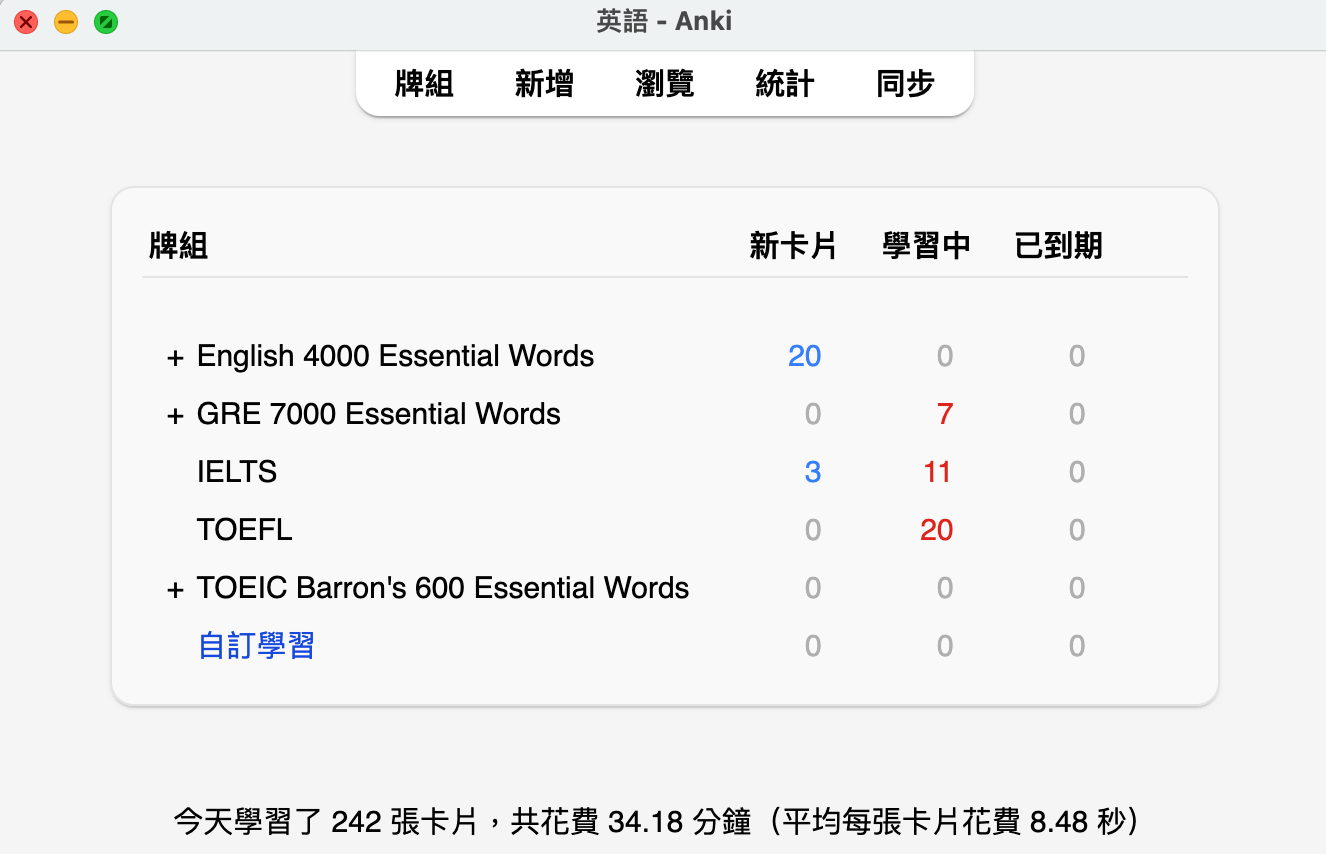 英語 - Anki
牌組 新增 瀏覽 統計 同步
牌組 新卡片 學習中 已到期
+ English 4000 Essential Words 20 0 0
+ GRE 7000 Essential Words 0 7 0
IELTS 3 11 0
TOEFL 0 20 0
+ TOEIC Barron's 600 Essential Words 0 0 0
自訂學習 0 0 0
今天學習了 242 張卡片，共花費 34.18 分鐘（平均每張卡片花費 8.48 秒）